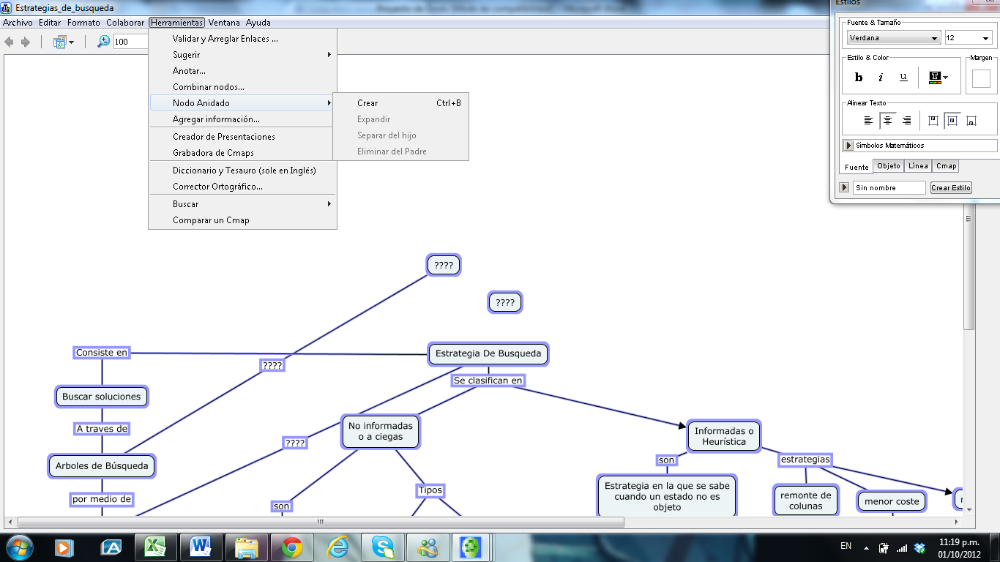 Estrategias_de_busqueda
Archivo Editar Formato Colaborar Herramientas Ventana Ayuda
100
Validar y Arreglar Enlaces ...
Sugerir
Anotar...
Combinar nodos...
Nodo Anidado
Agregar información...
Creador de Presentaciones
Grabadora de Cmaps
Diccionario y Tesauro (sole en Inglés)
Corrector Ortográfico...
Buscar
Comparar un Cmap
Crear Ctrl+B
Expandir
Separar del hijo
Eliminar del Padre
Estilos
Fuente & Tamaño
Verdana 12
Estilo & Color Margen
b i u T
Alinear Texto
Símbolos Matemáticos
Fuente Objeto Línea Cmap
Sin nombre Crear Estilo
????
????
Consiste en
Estrategia De Busqueda
????
Se clasifican en
Buscar soluciones
A traves de
No informadas
o a ciegas
Informadas o
Heurística
????
Arboles de Búsqueda
son
estrategias
Estrategia en la que se sabe
cuando un estado no es
objeto
Tipos
remonte de
colunas
menor coste
por medio de
son
EN
11:19 p.m.
01/10/2012